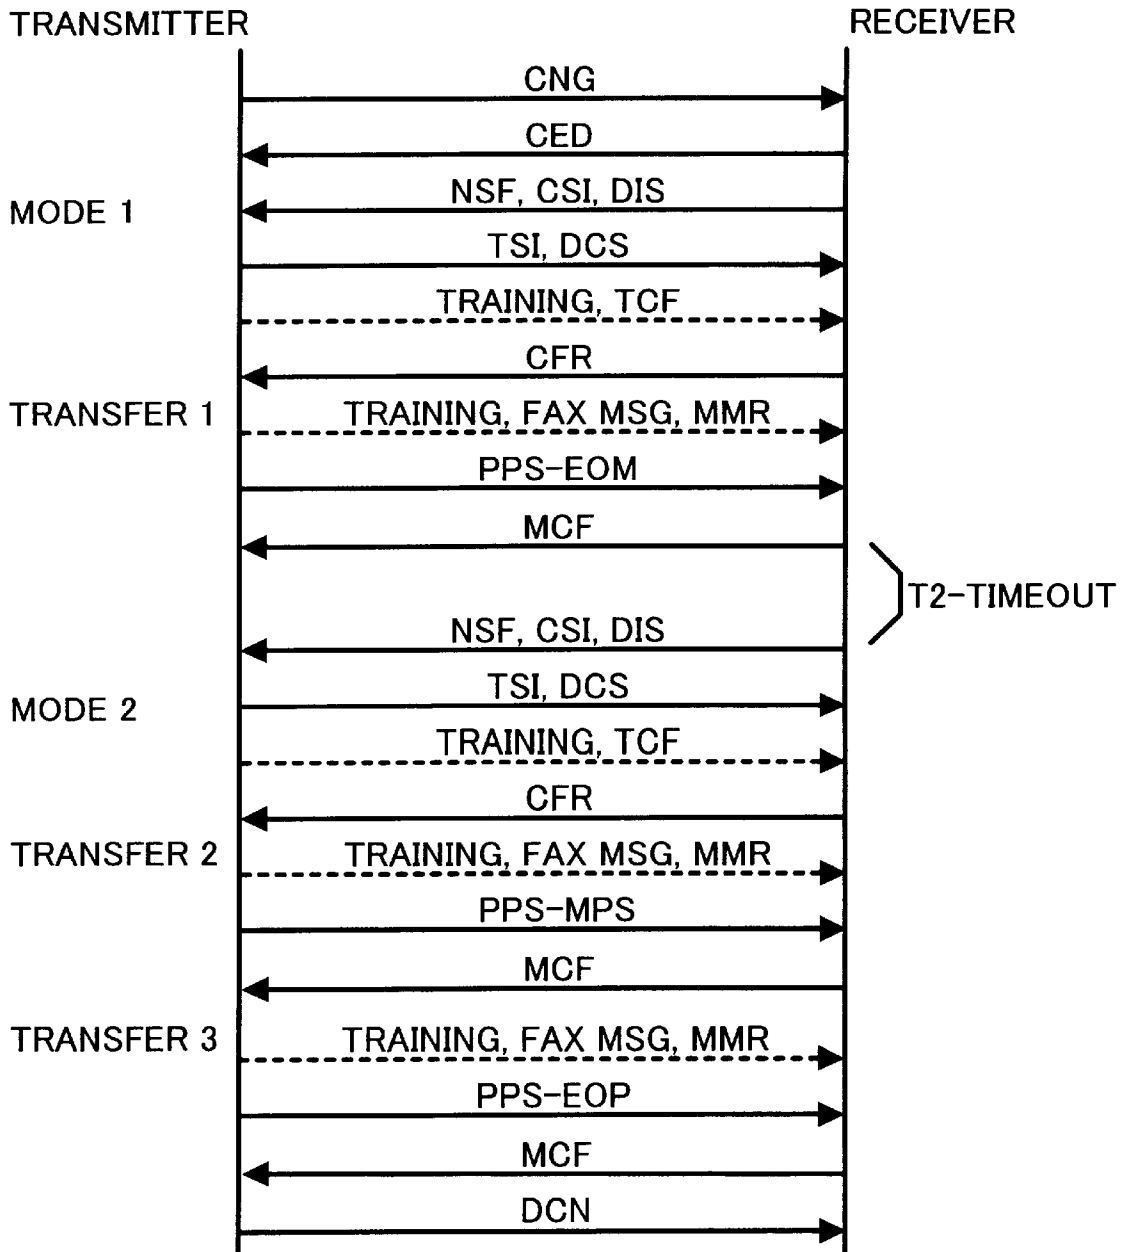 TRANSMITTER
RECEIVER
CNG
CED
NSF, CSI, DIS
MODE 1
TSI, DCS
TRAINING, TCF
CFR
TRANSFER 1
TRAINING, FAX MSG, MMR
PPS-EOM
MCF
T2-TIMEOUT
NSF, CSI, DIS
TSI, DCS
MODE 2
TRAINING, TCF
CFR
TRANSFER 2
TRAINING, FAX MSG, MMR
PPS-MPS
MCF
TRANSFER 3
TRAINING, FAX MSG, MMR
PPS-EOP
MCF
DCN